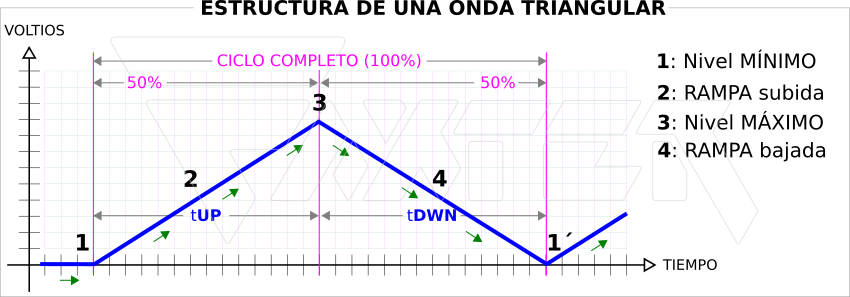 ESTRUCTURA DE UNA ONDA TRIANGULAR
VOLTIOS
CICLO COMPLETO (100%)
50%
50%
1: Nivel MÍNIMO
2: RAMPA subida
3: Nivel MÁXIMO
4: RAMPA bajada
3
2
4
tUP
tDWN
1
1´
TIEMPO